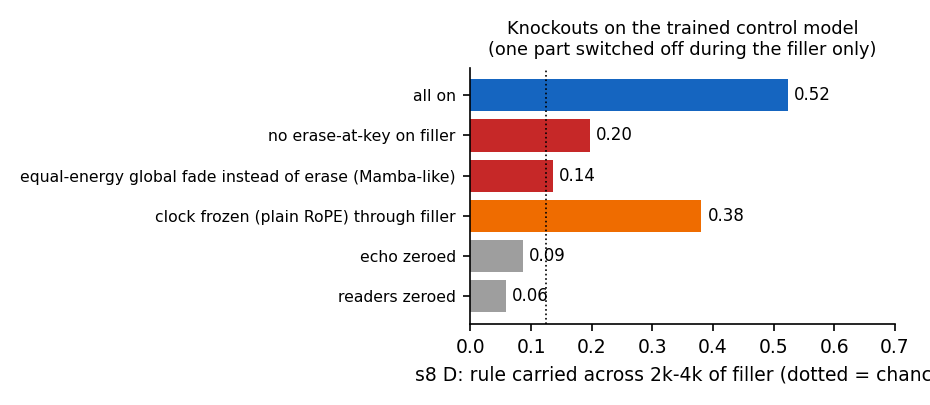 Knockouts on the trained control model
(one part switched off during the filler only)
all on
0.52
no erase-at-key on filler
0.20
equal-energy global fade instead of erase (Mamba-like)
0.14
clock frozen (plain RoPE) through filler
0.38
echo zeroed
0.09
readers zeroed
0.06
0.0 0.1 0.2 0.3 0.4 0.5 0.6 0.7
s8 D: rule carried across 2k-4k of filler (dotted = chanc